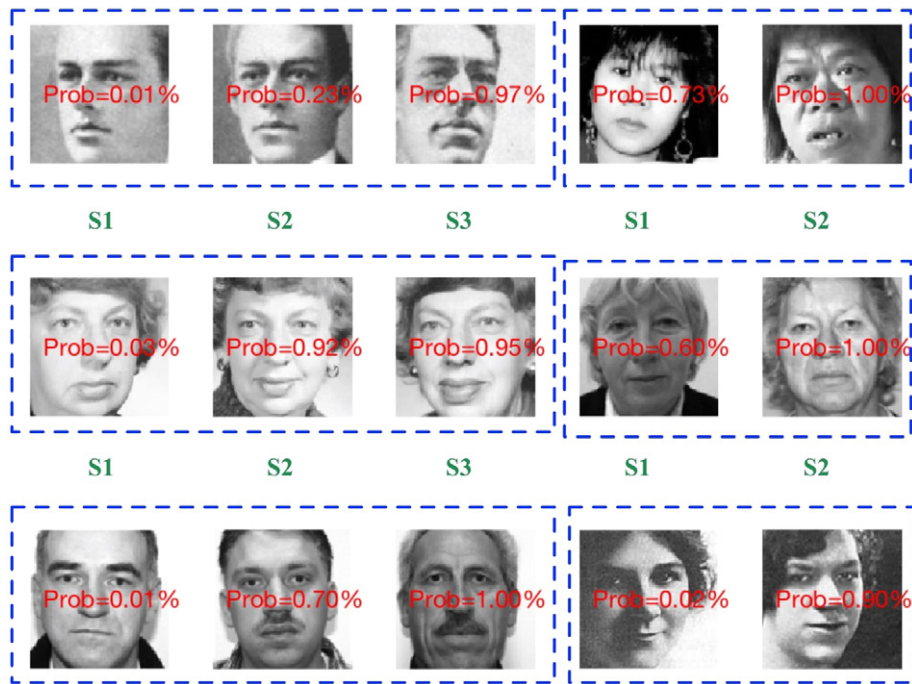 Prob=0.01% Prob=0.23% Prob=0.97% Prob=0.73% Prob=1.00%
S1 S2 S3 S1 S2
Prob=0.03% Prob=0.92% Prob=0.95% Prob=0.60% Prob=1.00%
S1 S2 S3 S1 S2
Prob=0.01% Prob=0.70% Prob=1.00% Prob=0.02% Prob=0.90%